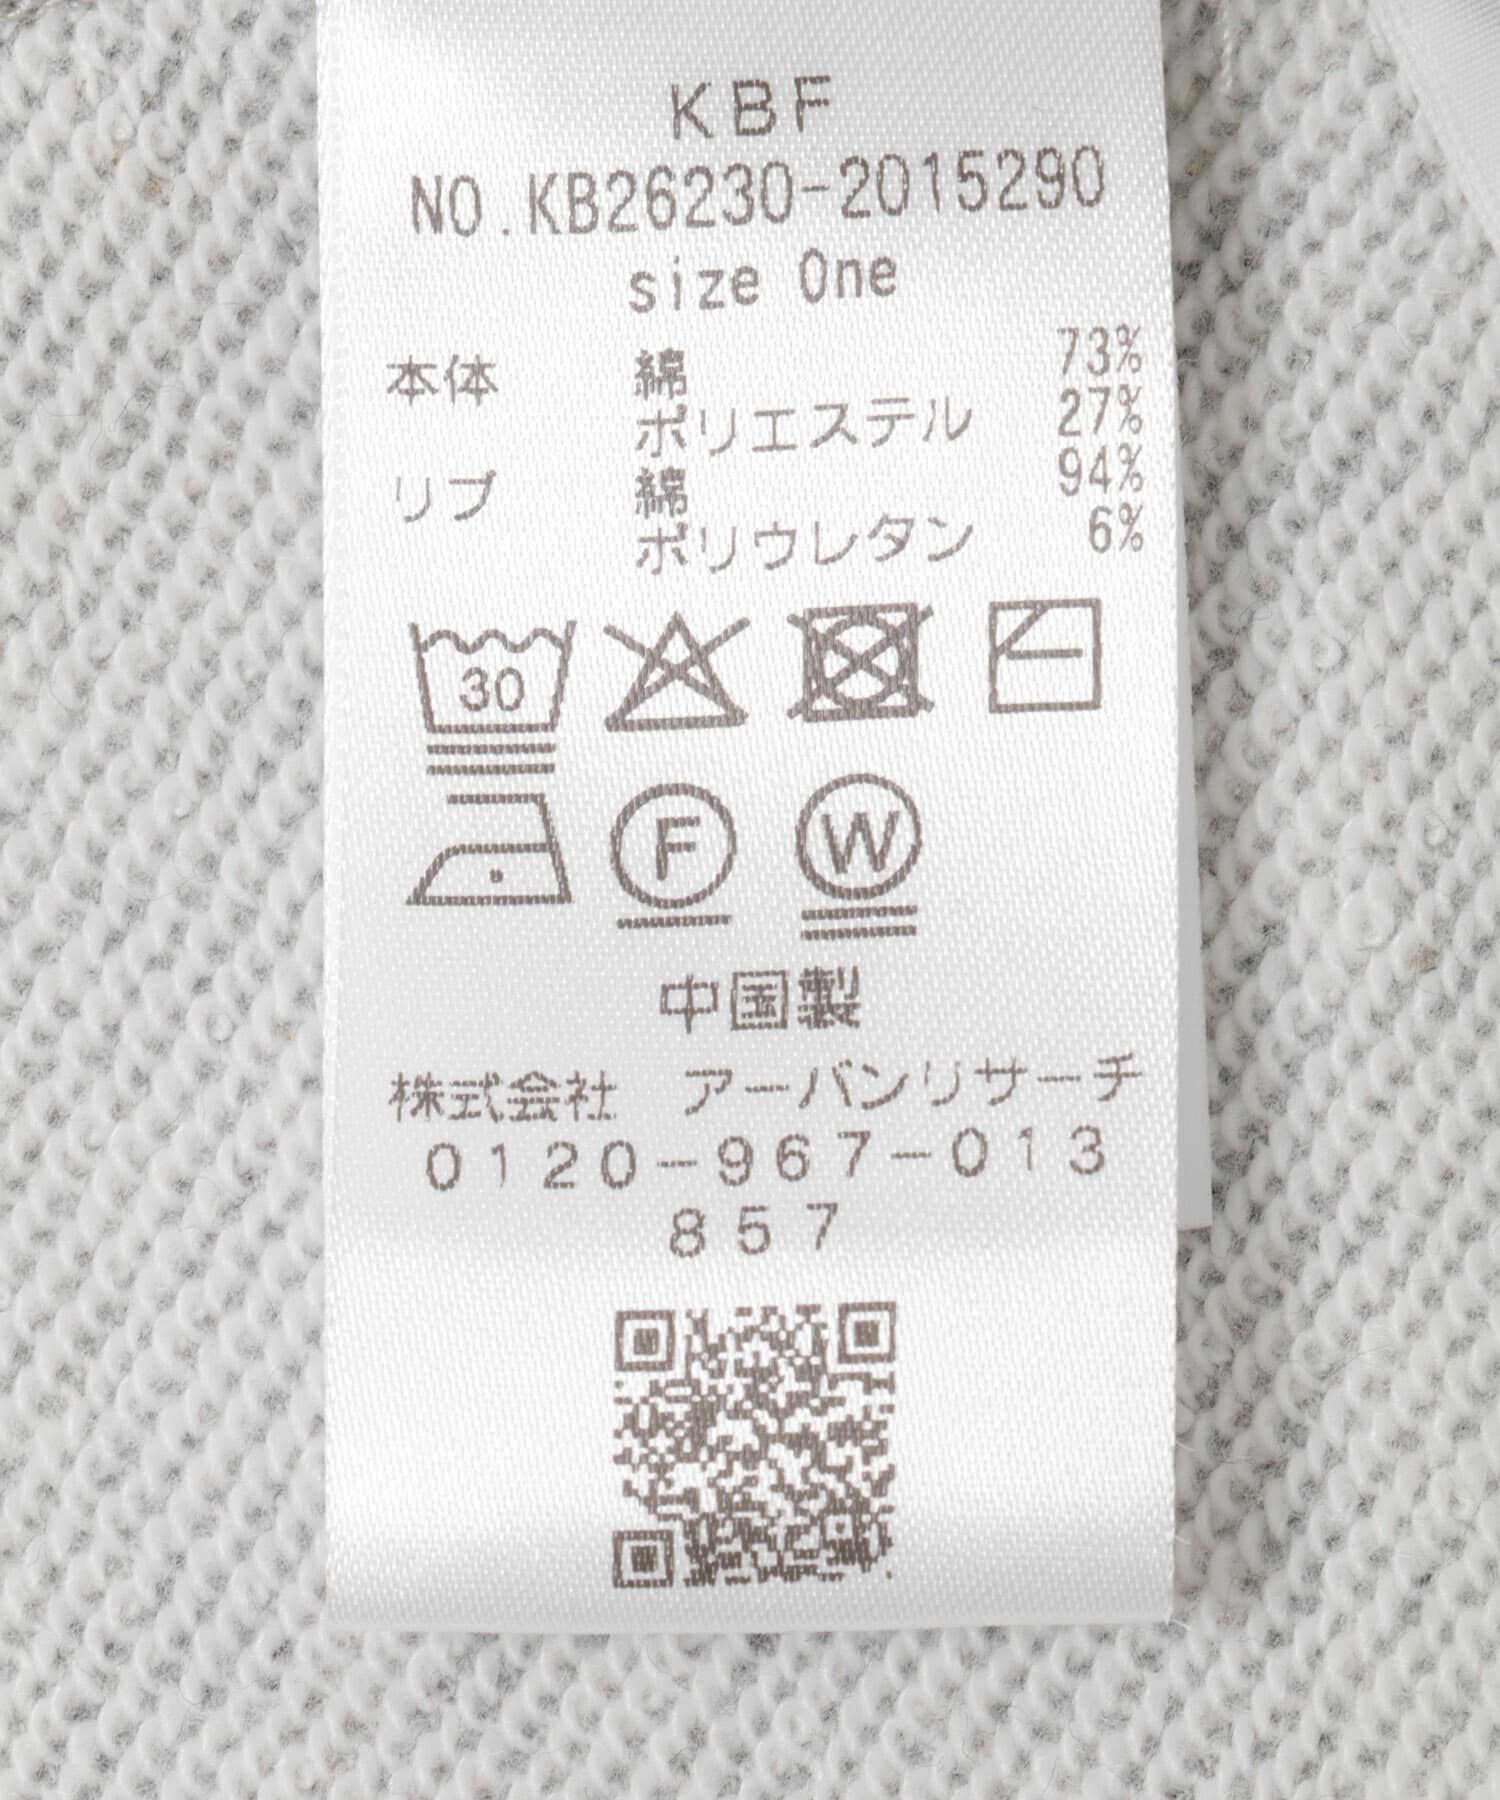 KBF
NO.KB26230-2015290
size One
本体 綿 73%
ポリエステル 27%
リブ 綿 94%
ポリウレタン 6%
30
F W
中国製
株式会社 アーバンリサーチ
0120-967-013
857